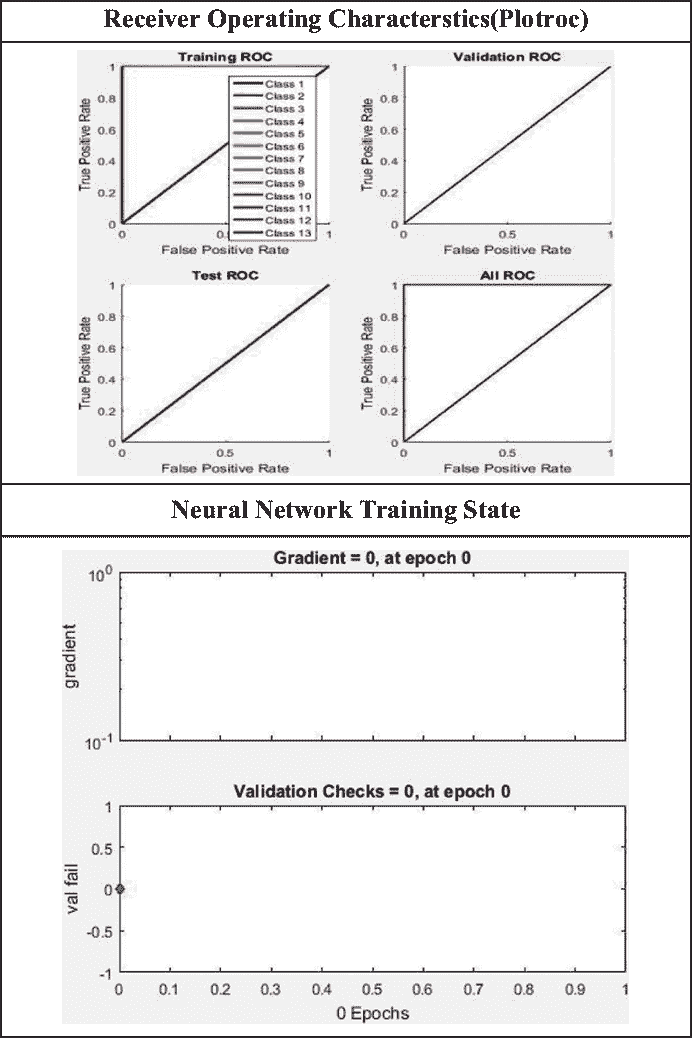 Receiver Operating Characterstics(Plotroc)
Training ROC
True Positive Rate
1
0.8
0.6
0.4
0.2
0
0 0.5 1
False Positive Rate
Class 1
Class 2
Class 3
Class 4
Class 5
Class 6
Class 7
Class 8
Class 9
Class 10
Class 11
Class 12
Class 13
Validation ROC
True Positive Rate
1
0.8
0.6
0.4
0.2
0
0 0.5 1
False Positive Rate
Test ROC
True Positive Rate
1
0.8
0.6
0.4
0.2
0
0 0.5 1
False Positive Rate
All ROC
True Positive Rate
1
0.8
0.6
0.4
0.2
0
0 0.5 1
False Positive Rate
Neural Network Training State
Gradient = 0, at epoch 0
gradient
10⁰
10⁻¹
Validation Checks = 0, at epoch 0
val fail
1
0.5
0
-0.5
-1
0 0.1 0.2 0.3 0.4 0.5 0.6 0.7 0.8 0.9 1
0 Epochs